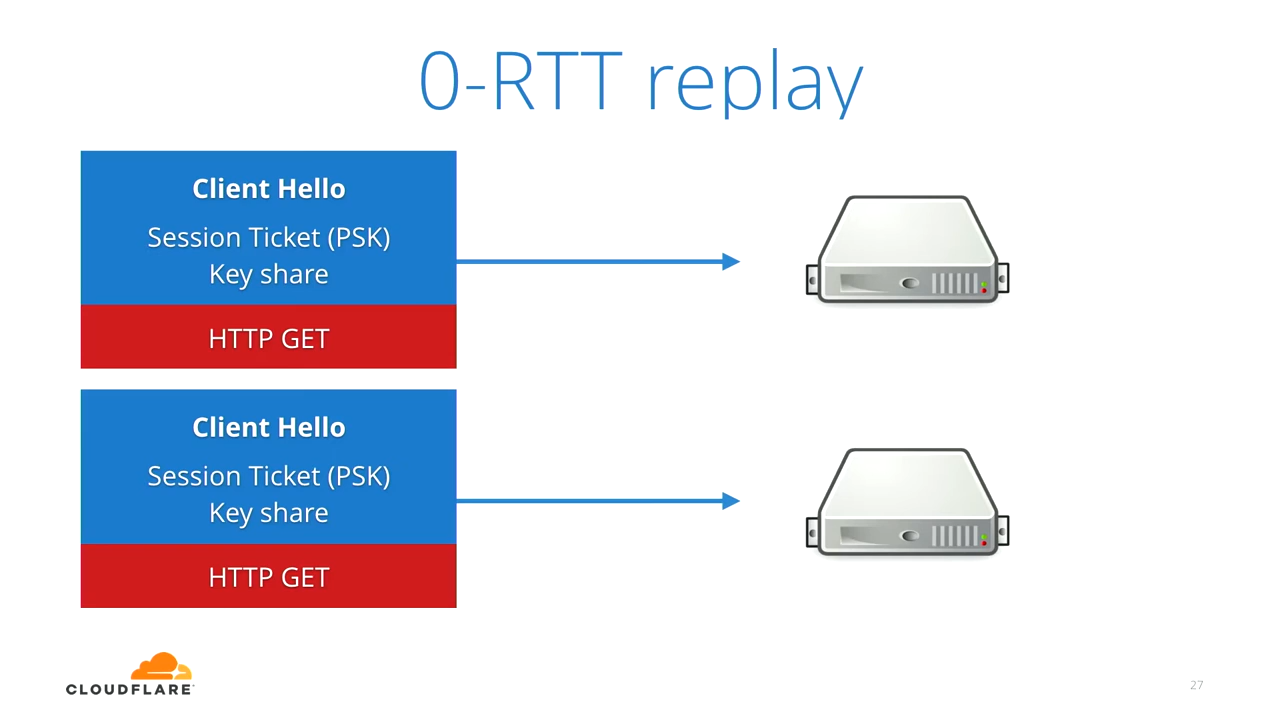 0-RTT replay
Client Hello
Session Ticket (PSK)
Key share
HTTP GET
Client Hello
Session Ticket (PSK)
Key share
HTTP GET
CLOUDFLARE
27